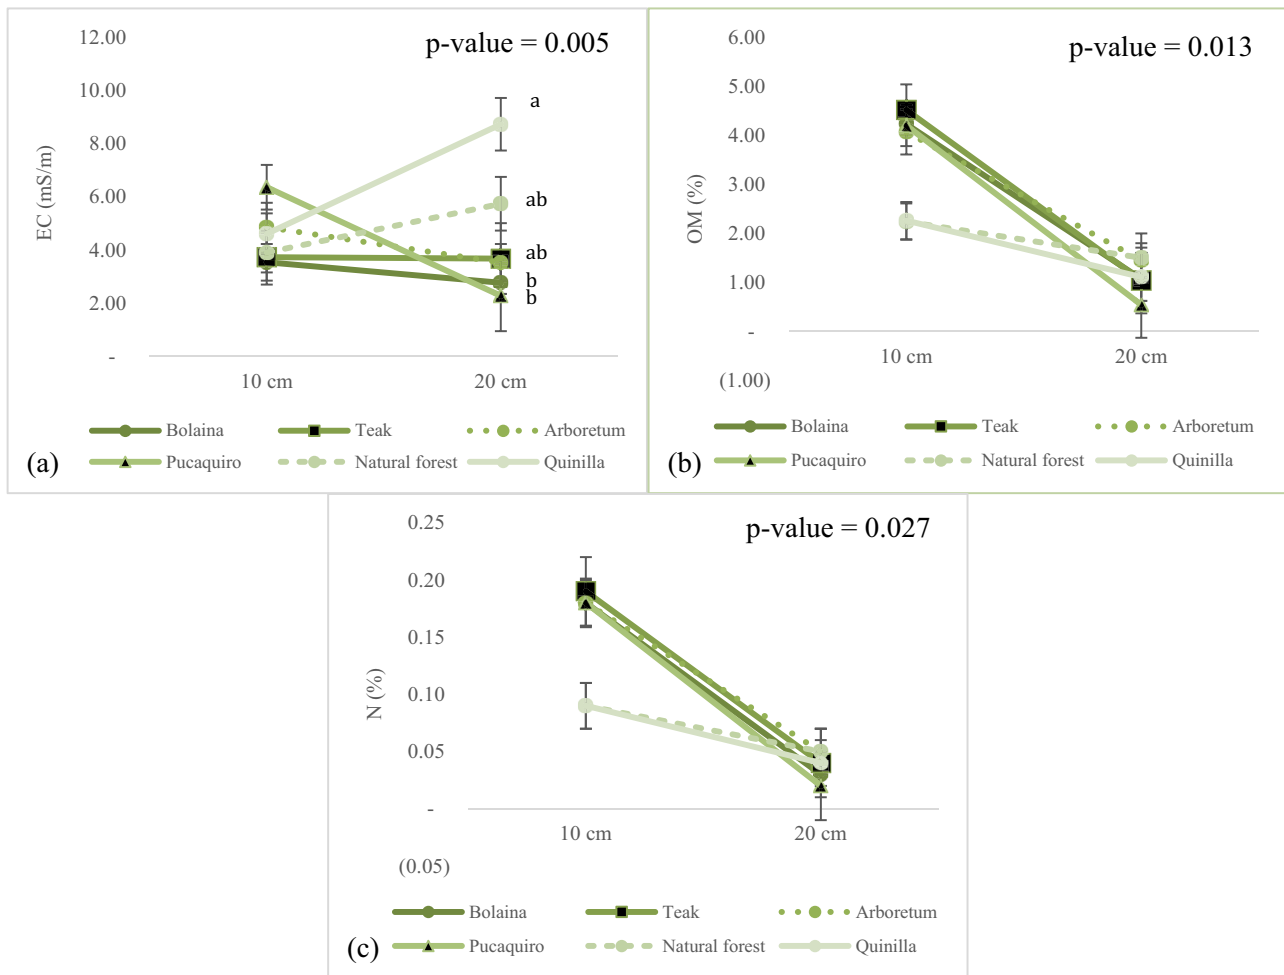 p-value = 0.005
12.00
10.00
8.00
6.00
4.00
2.00
-
EC (mS/m)
a
ab
ab
b
b
10 cm
20 cm
Bolaina
Teak
Arboretum
Pucaquiro
Natural forest
Quinilla
(a)
p-value = 0.013
6.00
5.00
4.00
3.00
2.00
1.00
-
(1.00)
OM (%)
10 cm
20 cm
Bolaina
Teak
Arboretum
Pucaquiro
Natural forest
Quinilla
(b)
p-value = 0.027
0.25
0.20
0.15
0.10
0.05
-
(0.05)
N (%)
10 cm
20 cm
Bolaina
Teak
Arboretum
Pucaquiro
Natural forest
Quinilla
(c)